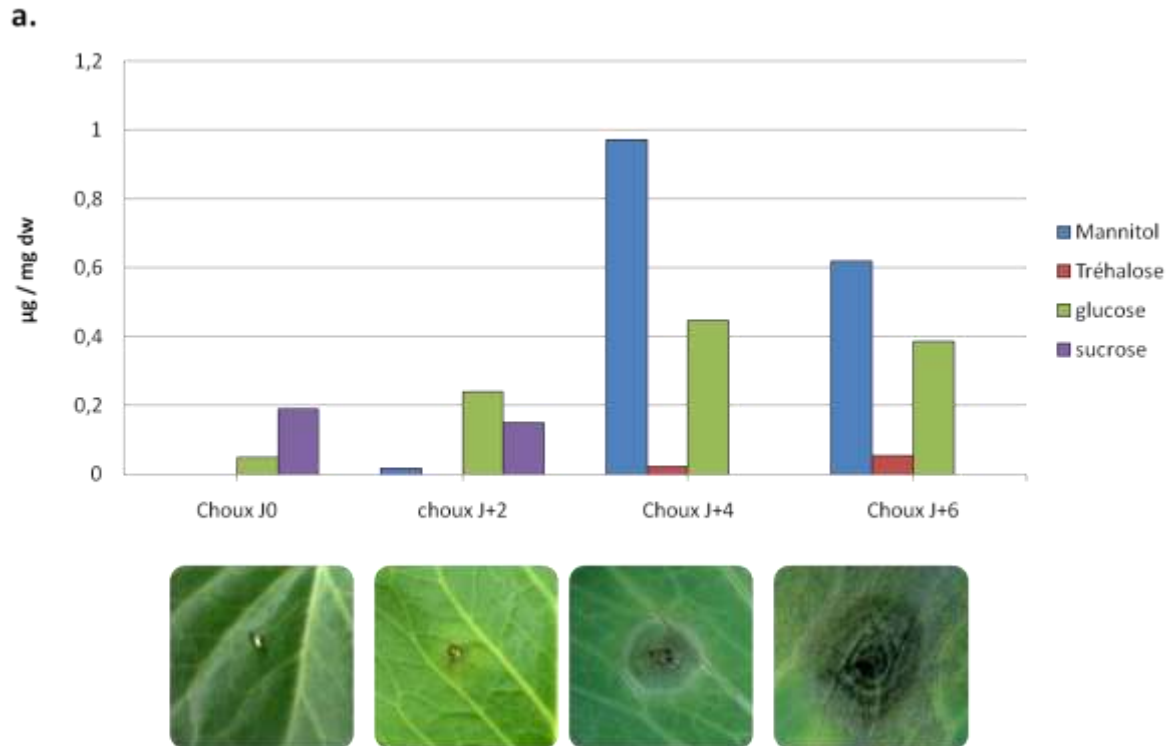 a.
1,2
1
0,8
0,6
0,4
0,2
0
µg / mg dw
Choux J0
choux J+2
Choux J+4
Choux J+6
Mannitol
Tréhalose
glucose
sucrose